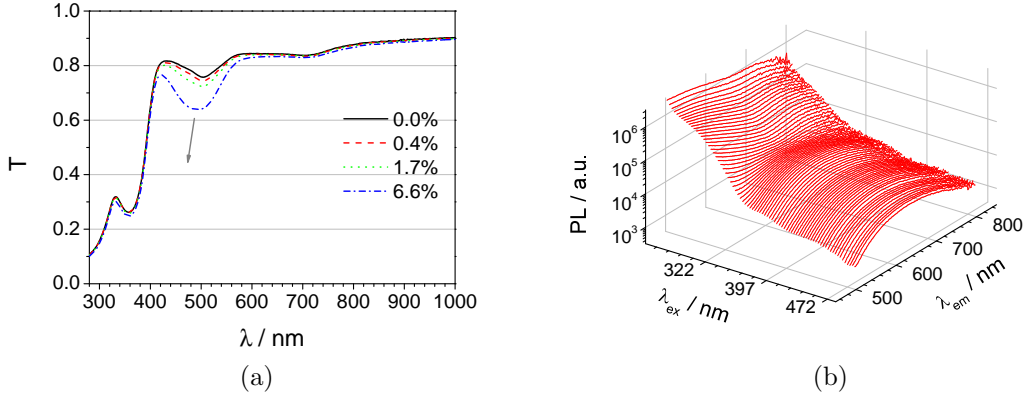 1.0
0.8
0.6
0.4
0.2
0.0
T
0.0%
0.4%
1.7%
6.6%
300 400 500 600 700 800 900 1000
λ / nm
(a)
10^6
10^5
10^4
10^3
PL / a.u.
322 397 472
λ_ex / nm
500 600 700 800
λ_em / nm
(b)